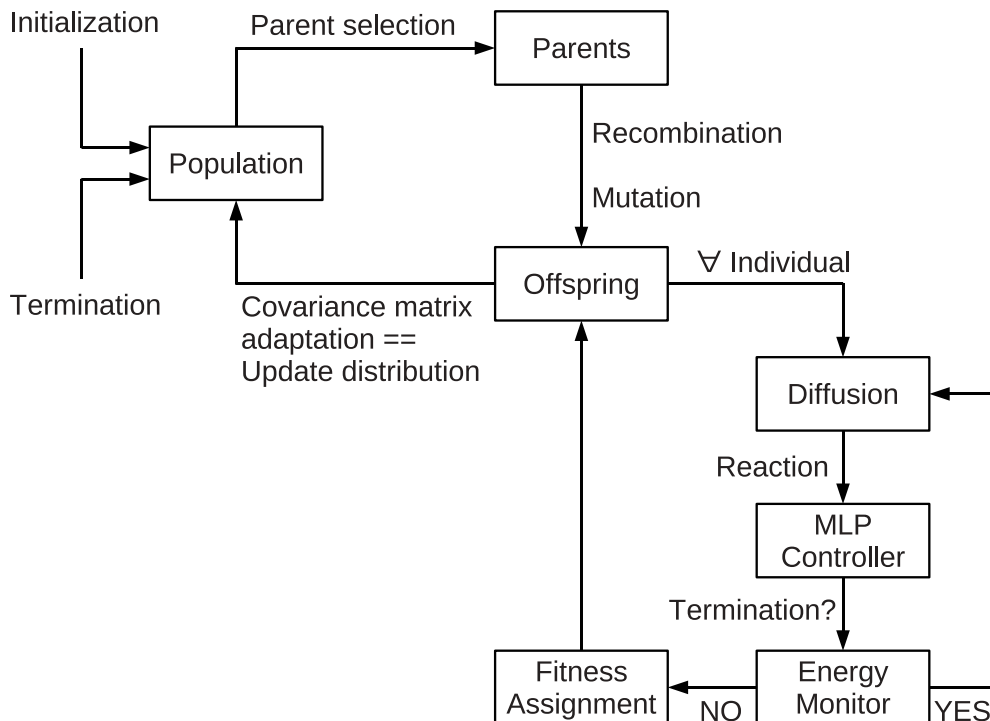 Initialization
Parent selection
Parents
Population
Recombination
Mutation
Termination
Offspring
∀ Individual
Covariance matrix
adaptation ==
Update distribution
Diffusion
Reaction
MLP
Controller
Termination?
Fitness
Assignment
NO
Energy
Monitor
YES